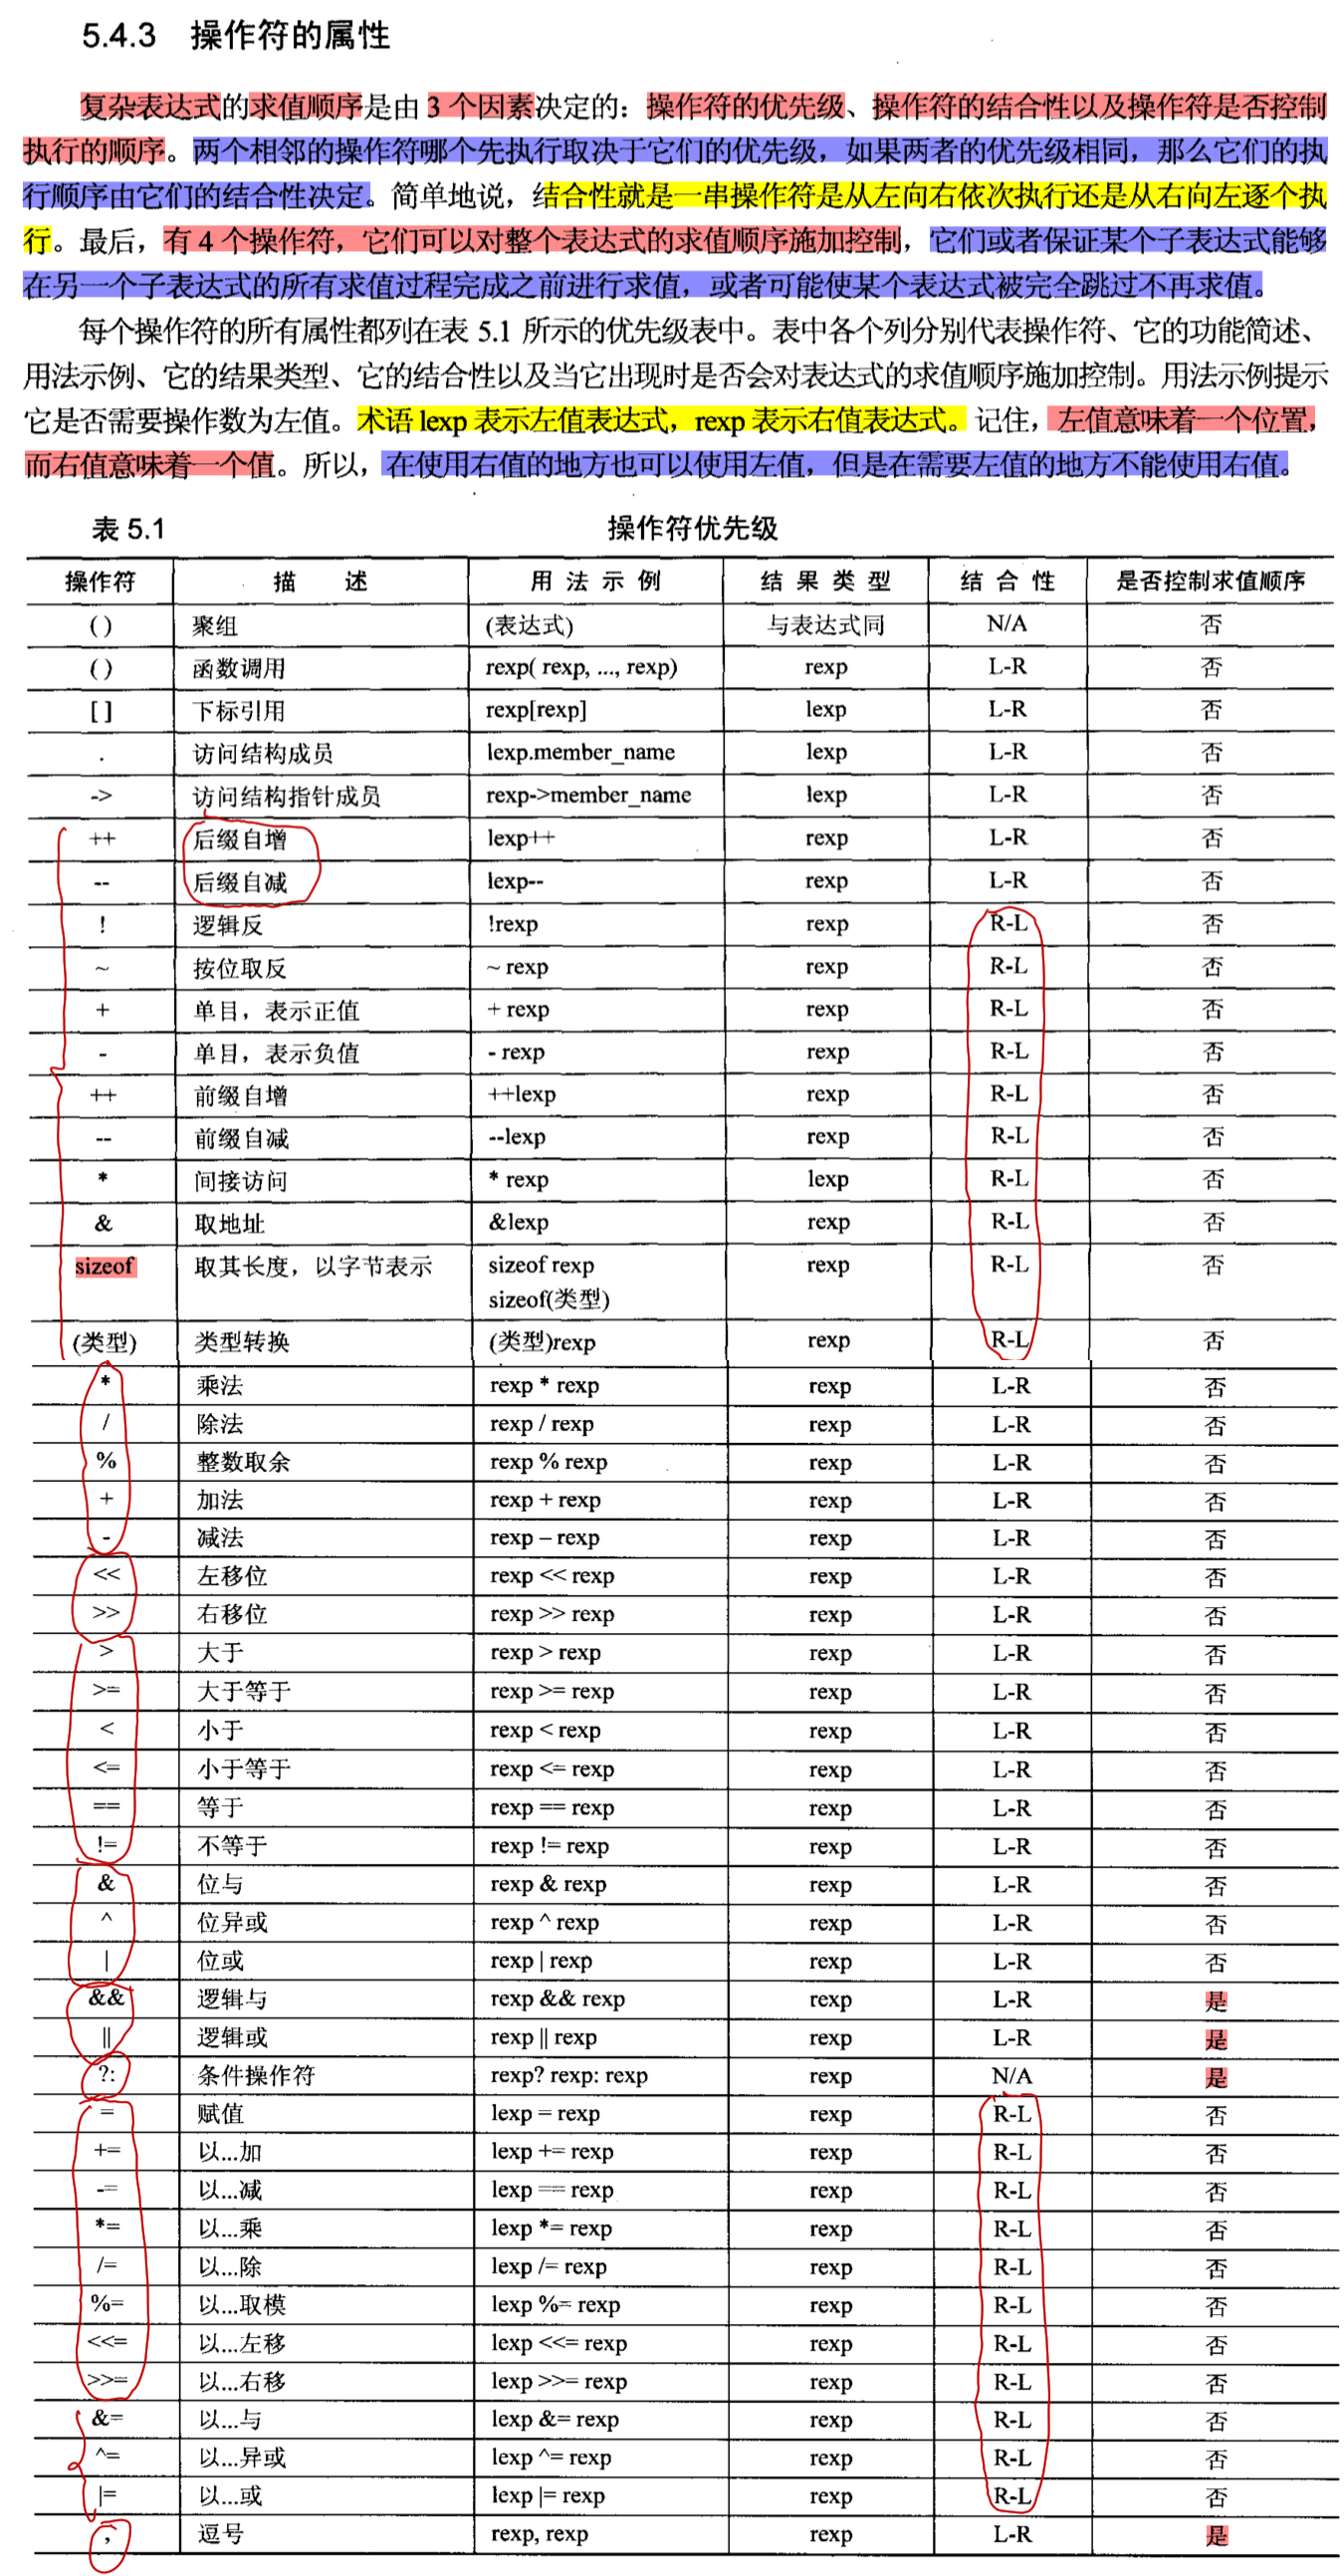 5.4.3 操作符的属性
复杂表达式的求值顺序是由 3 个因素决定的：操作符的优先级、操作符的结合性以及操作符是否控制
执行的顺序。两个相邻的操作符哪个先执行取决于它们的优先级，如果两者的优先级相同，那么它们的执
行顺序由它们的结合性决定。简单地说，结合性就是一串操作符是从左向右依次执行还是从右向左逐个执
行。最后，有 4 个操作符，它们可以对整个表达式的求值顺序施加控制，它们或者保证某个子表达式能够
在另一个子表达式的所有求值过程完成之前进行求值，或者可能使某个表达式被完全跳过不再求值。
每个操作符的所有属性都列在表 5.1 所示的优先级表中。表中各个列分别代表操作符、它的功能简述、
用法示例、它的结果类型、它的结合性以及当它出现时是否会对表达式的求值顺序施加控制。用法示例提示
它是否需要操作数为左值。术语 lexp 表示左值表达式，rexp 表示右值表达式。记住，左值意味着一个位置，
而右值意味着一个值。所以，在使用右值的地方也可以使用左值，但是在需要左值的地方不能使用右值。
表 5.1 操作符优先级
操作符 描 述 用 法 示 例 结 果 类 型 结 合 性 是否控制求值顺序
( ) 聚组 (表达式) 与表达式同 N/A 否
( ) 函数调用 rexp( rexp, ..., rexp) rexp L-R 否
[ ] 下标引用 rexp[rexp] lexp L-R 否
. 访问结构成员 lexp.member_name lexp L-R 否
-> 访问结构指针成员 rexp->member_name lexp L-R 否
++ 后缀自增 lexp++ rexp L-R 否
-- 后缀自减 lexp-- rexp L-R 否
! 逻辑反 !rexp rexp R-L 否
~ 按位取反 ~ rexp rexp R-L 否
+ 单目，表示正值 + rexp rexp R-L 否
- 单目，表示负值 - rexp rexp R-L 否
++ 前缀自增 ++lexp rexp R-L 否
-- 前缀自减 --lexp rexp R-L 否
* 间接访问 * rexp lexp R-L 否
& 取地址 &lexp rexp R-L 否
sizeof 取其长度，以字节表示 sizeof rexp rexp R-L 否
sizeof(类型)
(类型) 类型转换 (类型)rexp rexp R-L 否
* 乘法 rexp * rexp rexp L-R 否
/ 除法 rexp / rexp rexp L-R 否
% 整数取余 rexp % rexp rexp L-R 否
+ 加法 rexp + rexp rexp L-R 否
- 减法 rexp – rexp rexp L-R 否
<< 左移位 rexp << rexp rexp L-R 否
>> 右移位 rexp >> rexp rexp L-R 否
> 大于 rexp > rexp rexp L-R 否
>= 大于等于 rexp >= rexp rexp L-R 否
< 小于 rexp < rexp rexp L-R 否
<= 小于等于 rexp <= rexp rexp L-R 否
== 等于 rexp == rexp rexp L-R 否
!= 不等于 rexp != rexp rexp L-R 否
& 位与 rexp & rexp rexp L-R 否
^ 位异或 rexp ^ rexp rexp L-R 否
| 位或 rexp | rexp rexp L-R 否
&& 逻辑与 rexp && rexp rexp L-R 是
|| 逻辑或 rexp || rexp rexp L-R 是
?: 条件操作符 rexp? rexp: rexp rexp N/A 是
= 赋值 lexp = rexp rexp R-L 否
+= 以...加 lexp += rexp rexp R-L 否
-= 以...减 lexp -= rexp rexp R-L 否
*= 以...乘 lexp *= rexp rexp R-L 否
/= 以...除 lexp /= rexp rexp R-L 否
%= 以...取模 lexp %= rexp rexp R-L 否
<<= 以...左移 lexp <<= rexp rexp R-L 否
>>= 以...右移 lexp >>= rexp rexp R-L 否
&= 以...与 lexp &= rexp rexp R-L 否
^= 以...异或 lexp ^= rexp rexp R-L 否
|= 以...或 lexp |= rexp rexp R-L 否
, 逗号 rexp, rexp rexp L-R 是